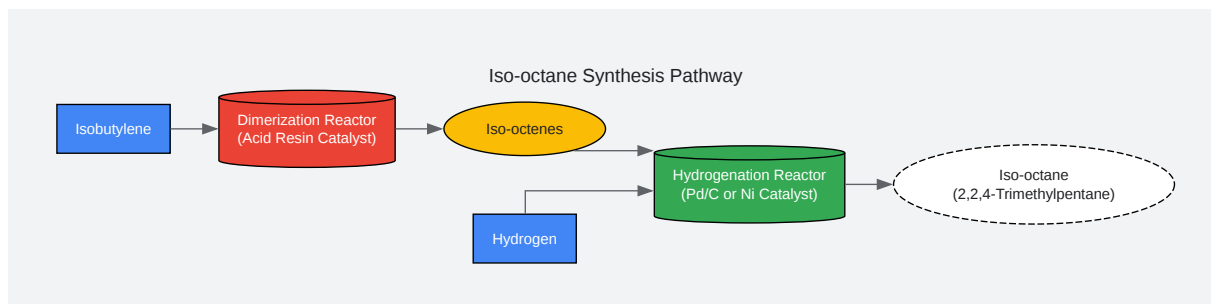 Iso-octane Synthesis Pathway
Isobutylene
Dimerization Reactor
(Acid Resin Catalyst)
Iso-octenes
Hydrogen
Hydrogenation Reactor
(Pd/C or Ni Catalyst)
Iso-octane
(2,2,4-Trimethylpentane)